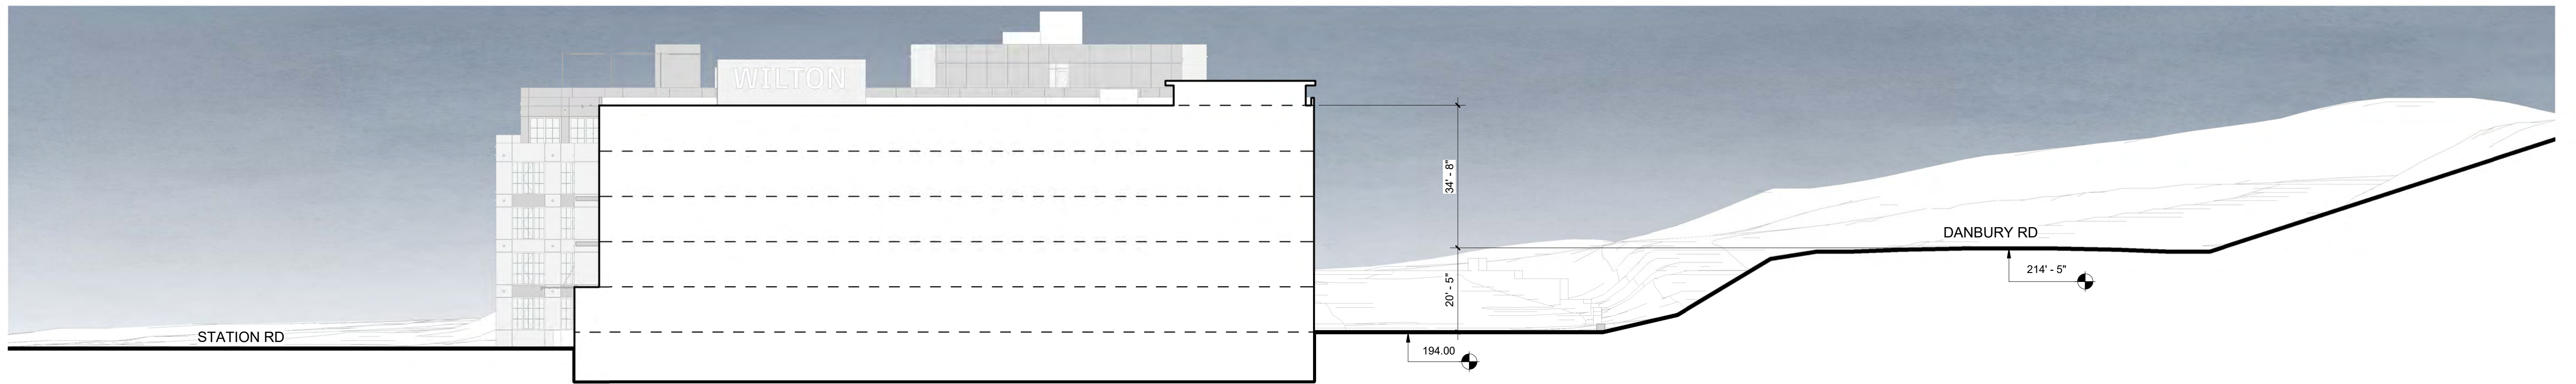 WILTON
34' - 8"
DANBURY RD
214' - 5"
20' - 5"
STATION RD
194.00